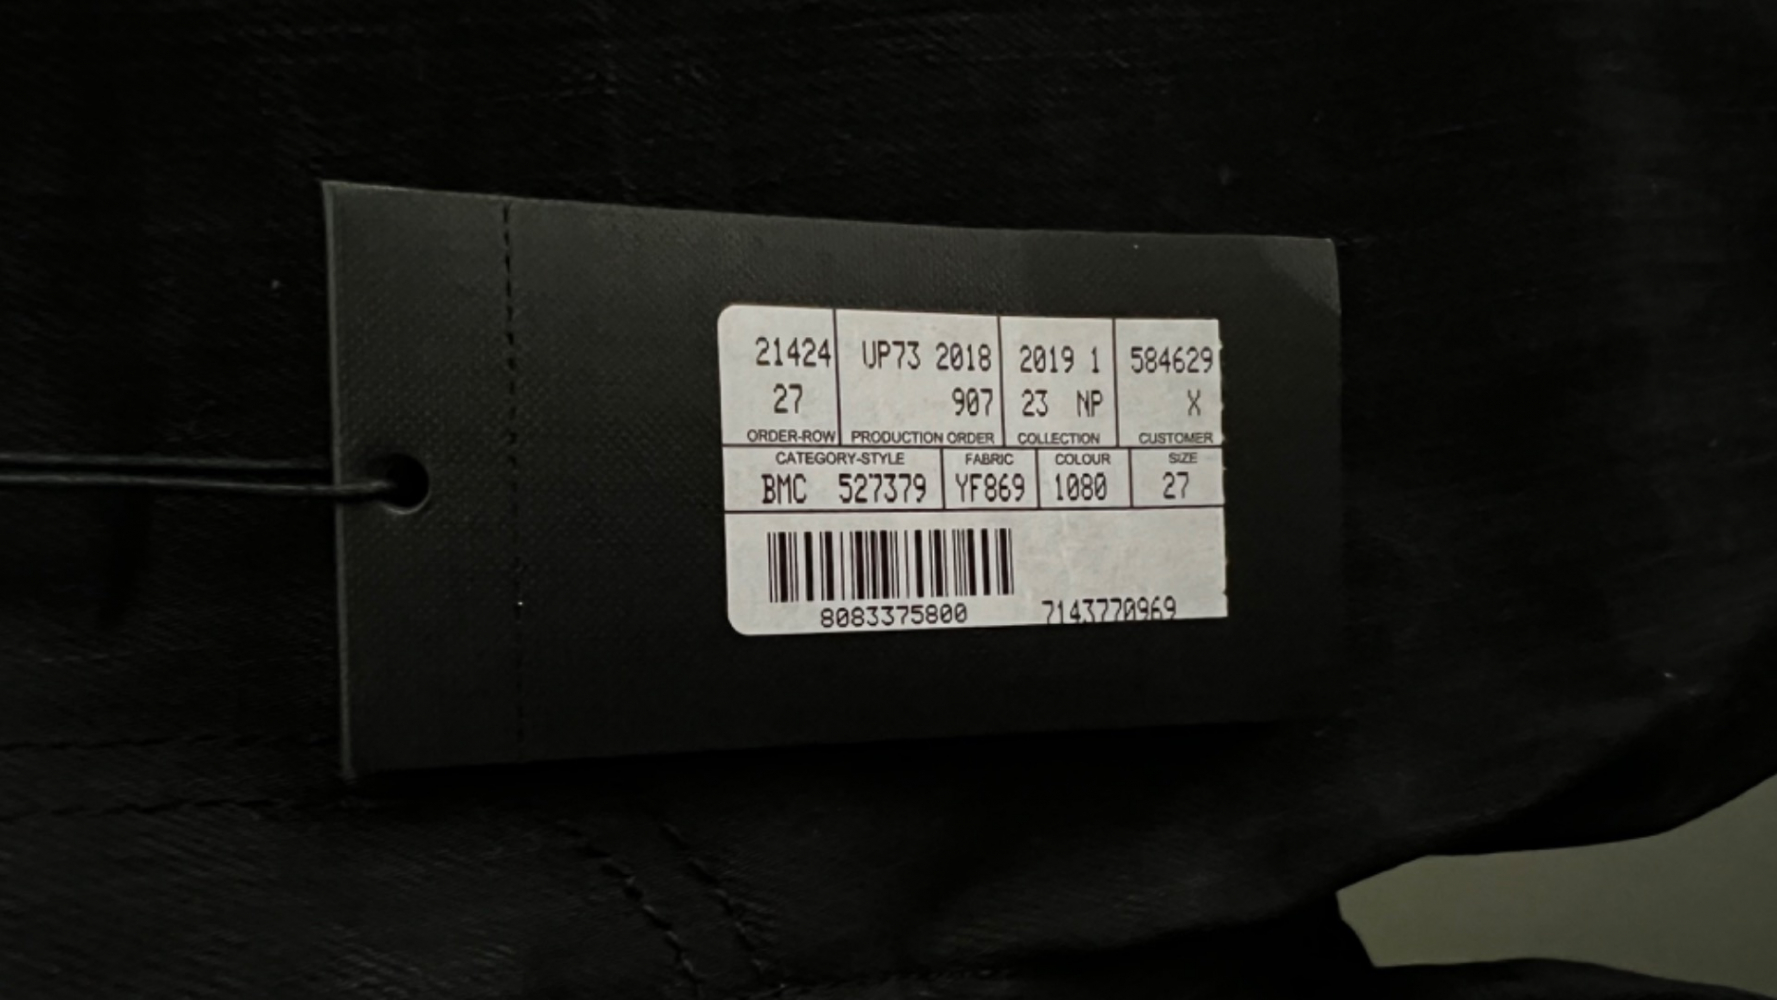 21424 UP73 2018 2019 1 584629
27 907 23 NP X
ORDER-ROW PRODUCTION ORDER COLLECTION CUSTOMER
CATEGORY-STYLE FABRIC COLOUR SIZE
BMC 527379 YF869 1080 27
8083375800 7143770969